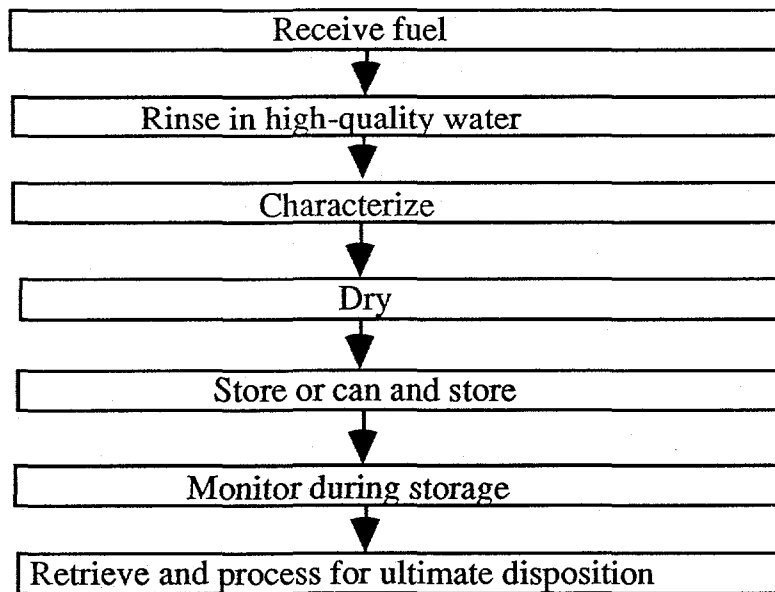 Receive fuel
Rinse in high-quality water
Characterize
Dry
Store or can and store
Monitor during storage
Retrieve and process for ultimate disposition